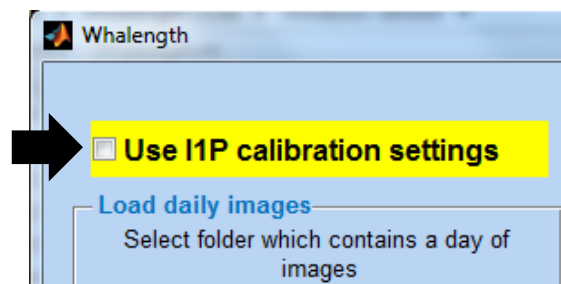 Whalength
Use I1P calibration settings
Load daily images
Select folder which contains a day of
images